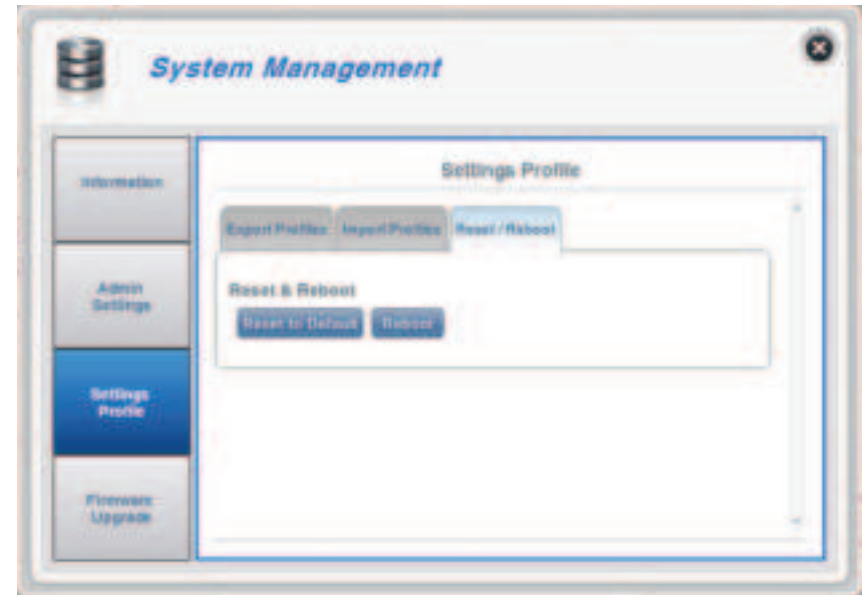 System Management
Information
Settings Profile
Export Profiles
Import Profiles
Reset / Reboot
Admin
Settings
Reset & Reboot
Reset to Default
Reboot
Settings
Profile
Firmware
Upgrade